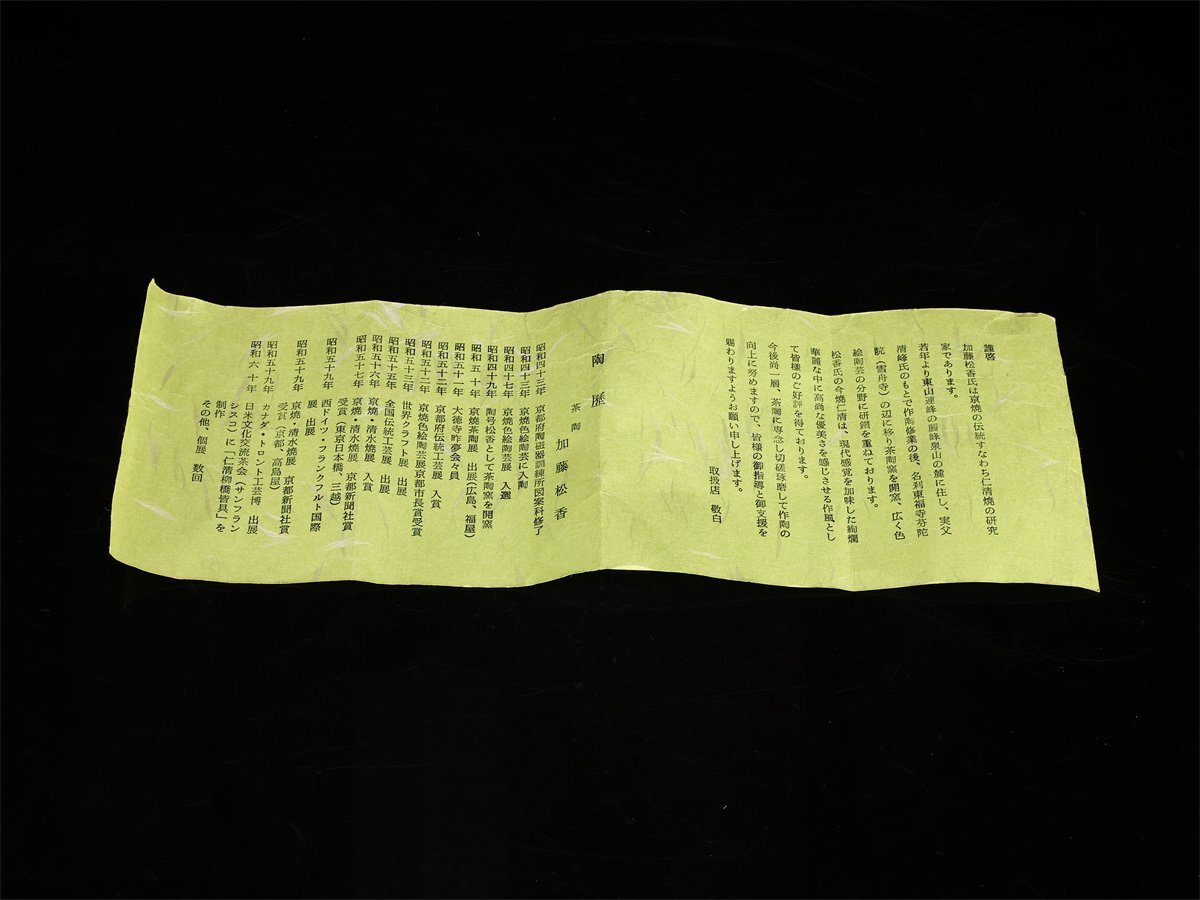 謹啓
加藤松香氏は京焼の伝統すなわち仁清焼の研究
家であります。
若年より東山連峰の麗峰泉山の麓に住し、実父
清峰氏のもとで作陶修業の後、名刹東福寺芬陀
院（雪舟寺）の辺に移り茶陶窯を開窯、広く色
絵陶芸の分野に研鑽を重ねております。
松香氏の今焼仁清は、現代感覚を加味した絢爛
華麗な中に高尚な優美さを感じさせる作風とし
て皆様のご好評を得ております。
今後尚一層、茶陶に専念し切磋琢磨して作陶の
向上に努めますので、皆様の御指導と御支援を
賜わりますようお願い申し上げます。
取扱店 敬白
陶歴
茶陶 加藤松香
昭和四十三年 京都府陶磁器訓練所図案科修了
昭和四十三年 京焼色絵陶芸に入陶
昭和四十七年 京焼色絵陶芸展 入選
昭和四十九年 陶号松香として茶陶窯を開窯
昭和五十年 京焼茶陶展 出展（広島、福屋）
昭和五十一年 大徳寺昨夢会々員
昭和五十二年 京都府伝統工芸展 入賞
昭和五十二年 京焼色絵陶芸展京都市長賞受賞
昭和五十三年 世界クラフト展 出展
昭和五十五年 全国伝統工芸展 出展
昭和五十六年 京焼・清水焼展 入賞
昭和五十七年 京焼・清水焼展 京都新聞社賞
受賞（東京日本橋、三越）
昭和五十九年 西ドイツ・フランクフルト国際
展 出展
昭和五十九年 京焼・清水焼展 京都新聞社賞
受賞（京都、高島屋）
昭和五十九年 カナダ・トロント工芸博 出展
昭和六十年 日米文化交流茶会（サンフラン
シスコ）に「仁清柳橋皆具」を
制作
その他、個展 数回